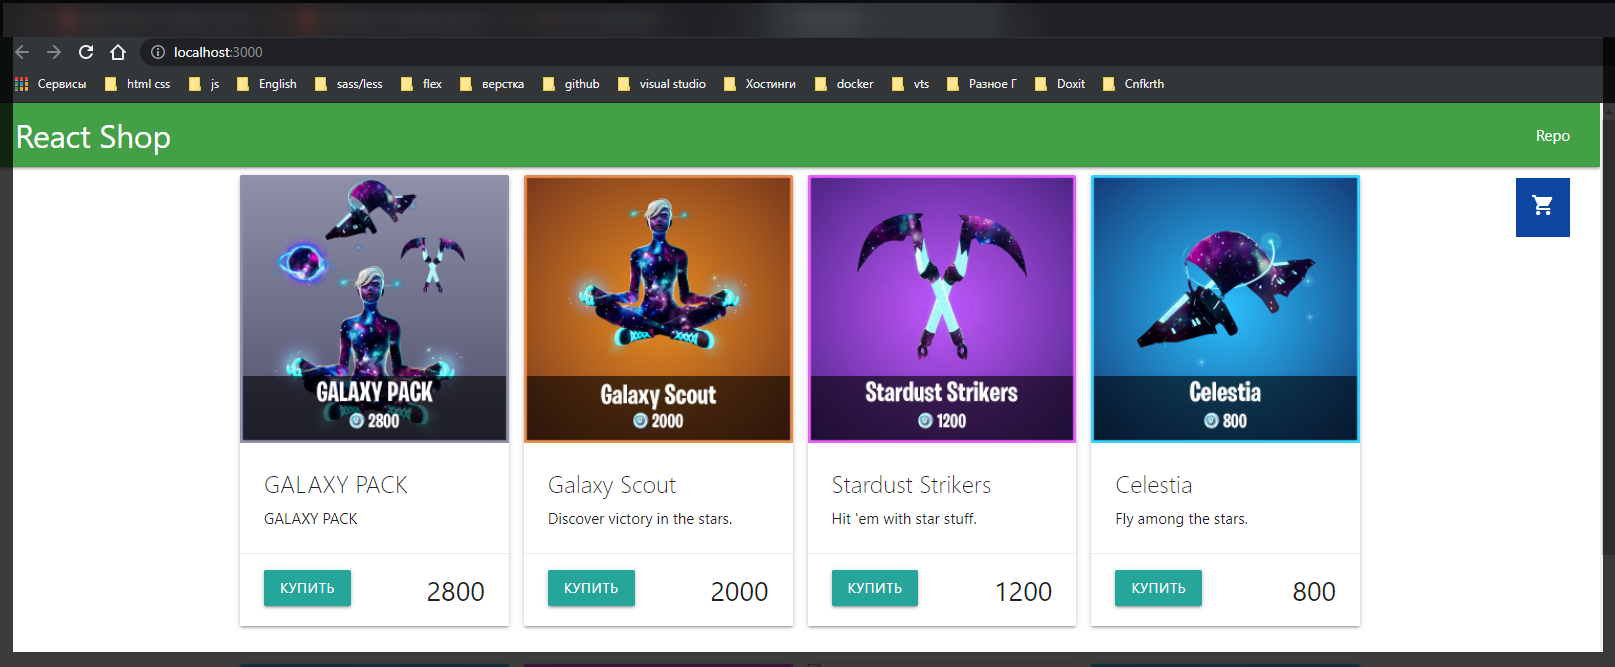 localhost:3000
Сервисы html css js English sass/less flex верстка github visual studio Хостинги docker vts Разное Г Doxit Cnfkrth
React Shop Repo
GALAXY PACK
2800
Galaxy Scout
2000
Stardust Strikers
1200
Celestia
800
GALAXY PACK
GALAXY PACK
КУПИТЬ 2800
Galaxy Scout
Discover victory in the stars.
КУПИТЬ 2000
Stardust Strikers
Hit 'em with star stuff.
КУПИТЬ 1200
Celestia
Fly among the stars.
КУПИТЬ 800